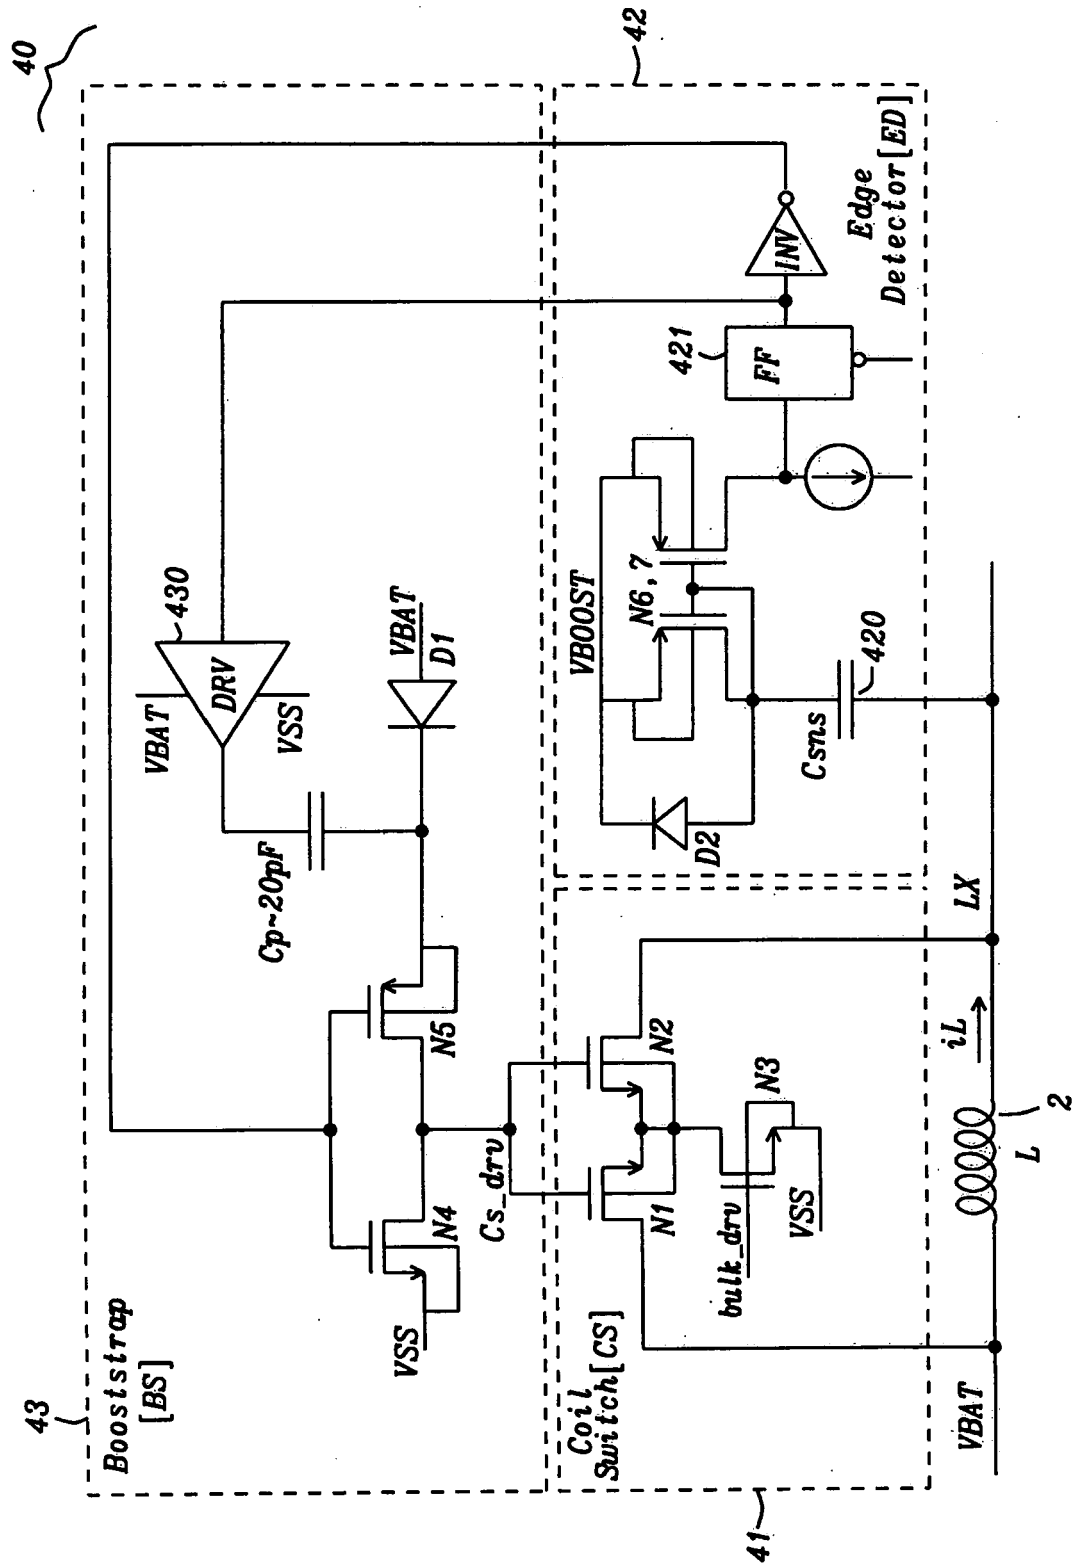 40
43
Booststrap
[BS]
VBAT
430
DRV
VSS
Cp~20pF
VBAT
D1
N5
N4
VSS
Cs_drv
42
Edge
Detector[ED]
INV
421
FF
VBOOST
N6,7
D2
Csns
420
Coil
Switch[CS]
N1
N2
N3
bulk_drv
VSS
41
VBAT
L
2
iL
LX